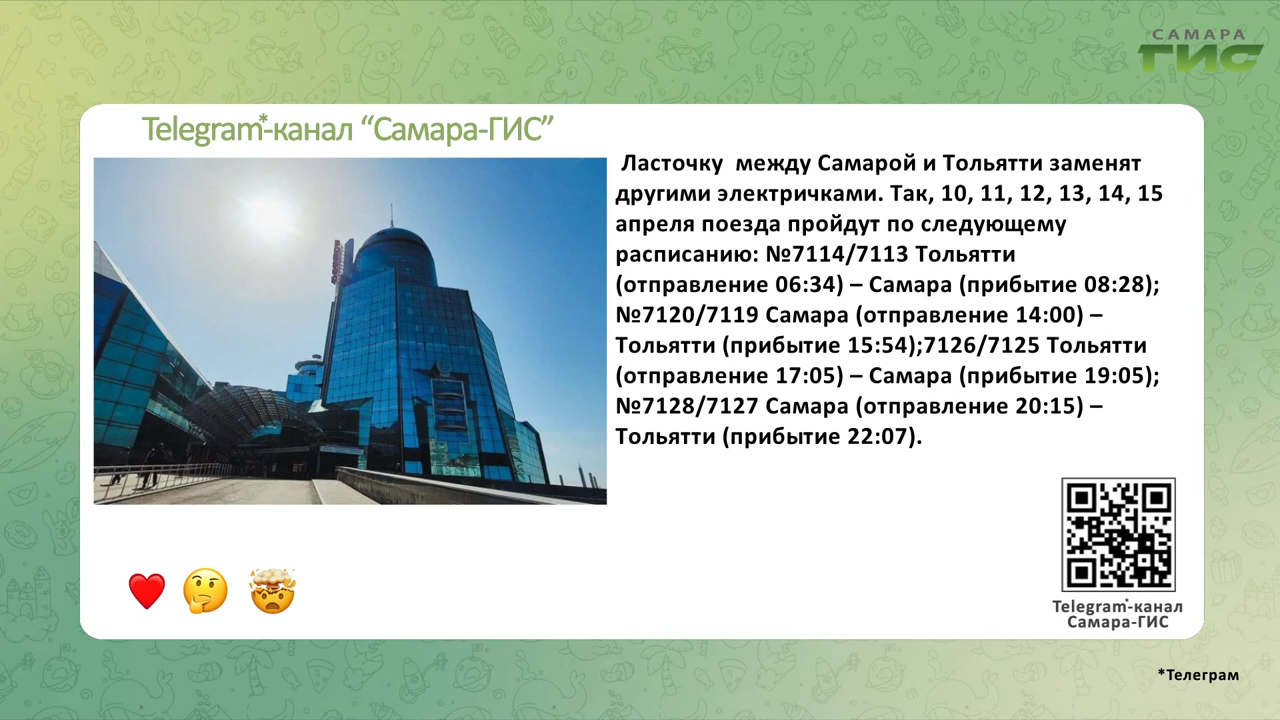 САМАРА
ГИС
Telegram*-канал “Самара-ГИС”
Ласточку между Самарой и Тольятти заменят
другими электричками. Так, 10, 11, 12, 13, 14, 15
апреля поезда пройдут по следующему
расписанию: №7114/7113 Тольятти
(отправление 06:34) – Самара (прибытие 08:28);
№7120/7119 Самара (отправление 14:00) –
Тольятти (прибытие 15:54);7126/7125 Тольятти
(отправление 17:05) – Самара (прибытие 19:05);
№7128/7127 Самара (отправление 20:15) –
Тольятти (прибытие 22:07).
Telegram*-канал
Самара-ГИС
*Телеграм